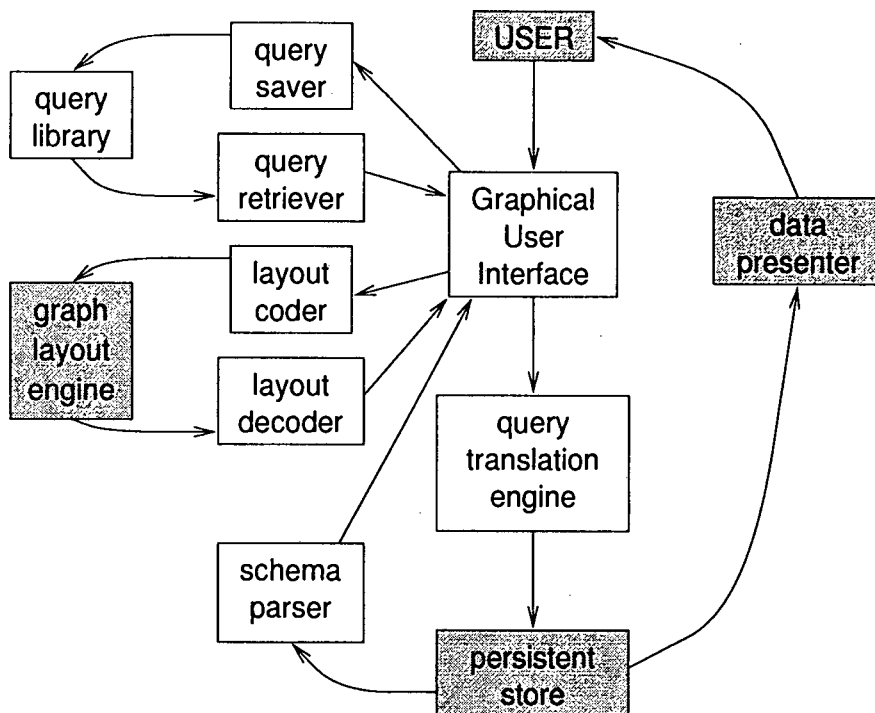 query
saver
USER
query
library
query
retriever
Graphical
User
Interface
data
presenter
layout
coder
graph
layout
engine
layout
decoder
query
translation
engine
schema
parser
persistent
store